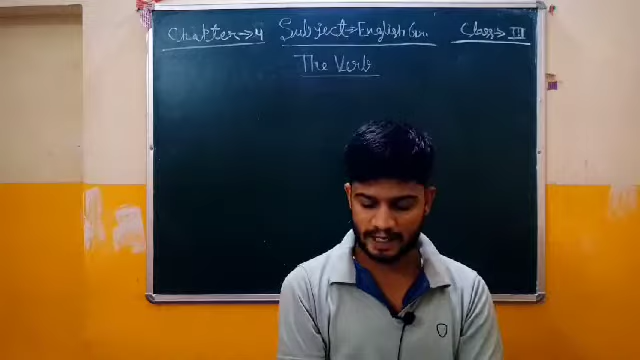 Chapter→4 Subject→English Gm. Class→III
The Verb